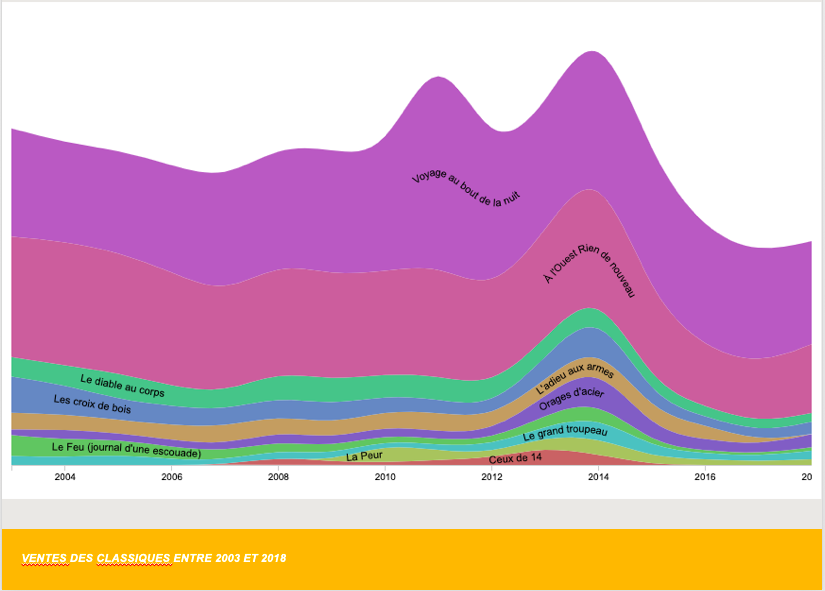 Voyage au bout de la nuit
À l'Ouest Rien de nouveau
Le diable au corps
L'adieu aux armes
Les croix de bois
Orages d'acier
Le grand troupeau
Le Feu (journal d'une escouade)
La Peur
Ceux de 14
2004 2006 2008 2010 2012 2014 2016 20
VENTES DES CLASSIQUES ENTRE 2003 ET 2018